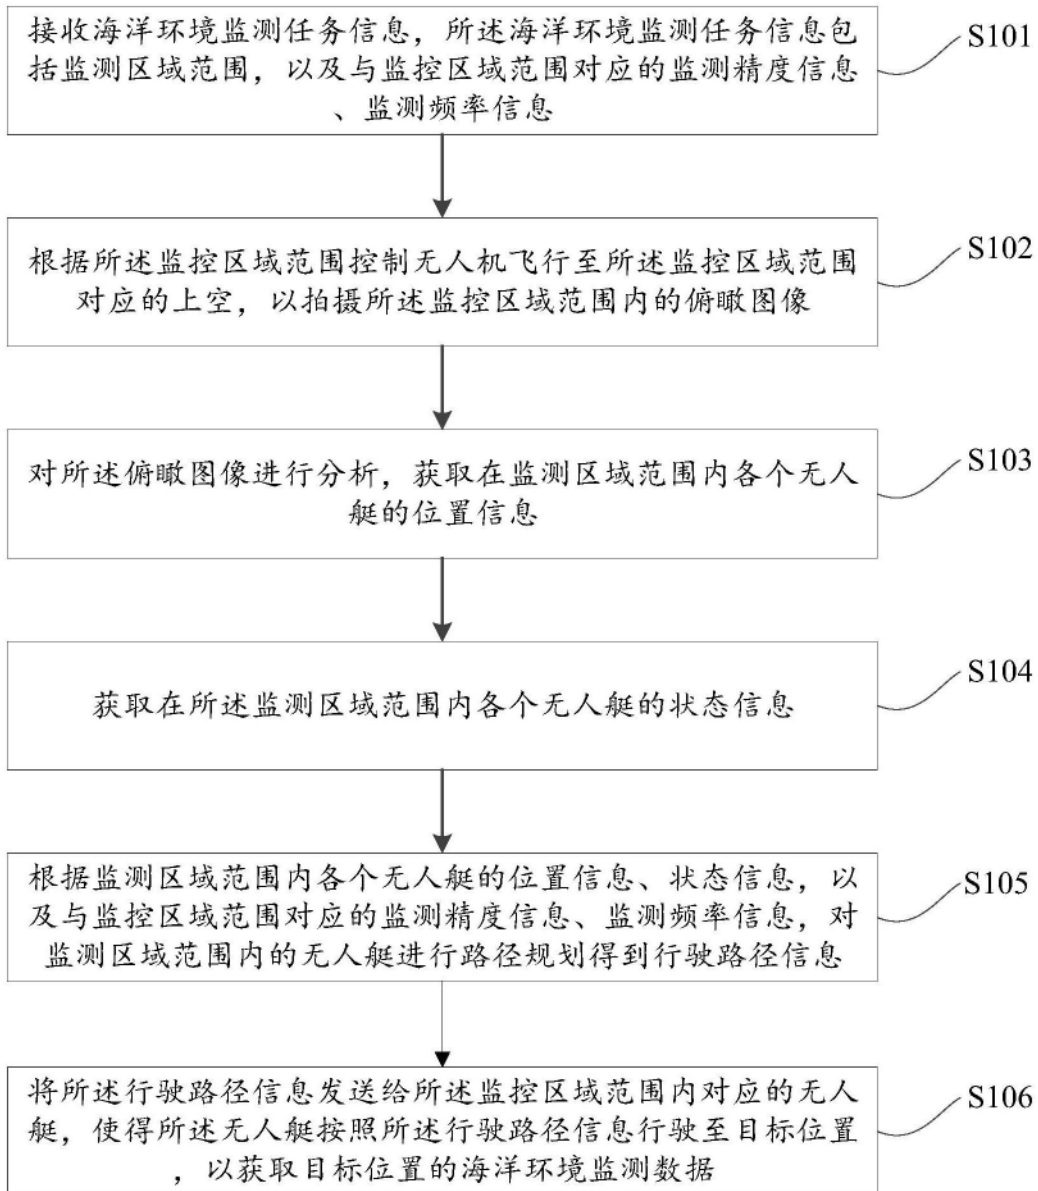 接收海洋环境监测任务信息，所述海洋环境监测任务信息包
括监测区域范围，以及与监控区域范围对应的监测精度信息
、监测频率信息
S101
根据所述监控区域范围控制无人机飞行至所述监控区域范围
对应的上空，以拍摄所述监控区域范围内的俯瞰图像
S102
对所述俯瞰图像进行分析，获取在监测区域范围内各个无人
艇的位置信息
S103
获取在所述监测区域范围内各个无人艇的状态信息
S104
根据监测区域范围内各个无人艇的位置信息、状态信息，以
及与监控区域范围对应的监测精度信息、监测频率信息，对
监测区域范围内的无人艇进行路径规划得到行驶路径信息
S105
将所述行驶路径信息发送给所述监控区域范围内对应的无人
艇，使得所述无人艇按照所述行驶路径信息行驶至目标位置
，以获取目标位置的海洋环境监测数据
S106